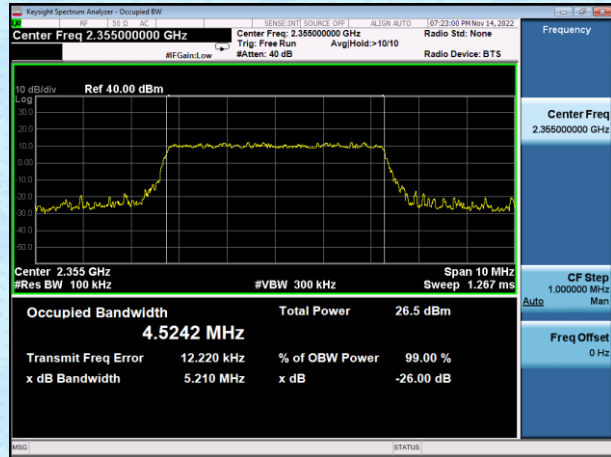 Keysight Spectrum Analyzer - Occupied BW
RF 50 Ω AC SENSE:INT SOURCE OFF ALIGN AUTO 07:23:00 PM Nov 14, 2022
Center Freq 2.355000000 GHz Center Freq: 2.355000000 GHz Radio Std: None Frequency
Trig: Free Run Avg|Hold:>10/10
#IFGain:Low #Atten: 40 dB Radio Device: BTS
10 dB/div Ref 40.00 dBm
Log
30.0
20.0
10.0
0.00
-10.0
-20.0
-30.0
-40.0
-50.0
Center Freq
2.355000000 GHz
Center 2.355 GHz Span 10 MHz
#Res BW 100 kHz #VBW 300 kHz Sweep 1.267 ms
CF Step
1.000000 MHz
Auto Man
Occupied Bandwidth Total Power 26.5 dBm
4.5242 MHz
Transmit Freq Error 12.220 kHz % of OBW Power 99.00 %
x dB Bandwidth 5.210 MHz x dB -26.00 dB
Freq Offset
0 Hz
MSG STATUS